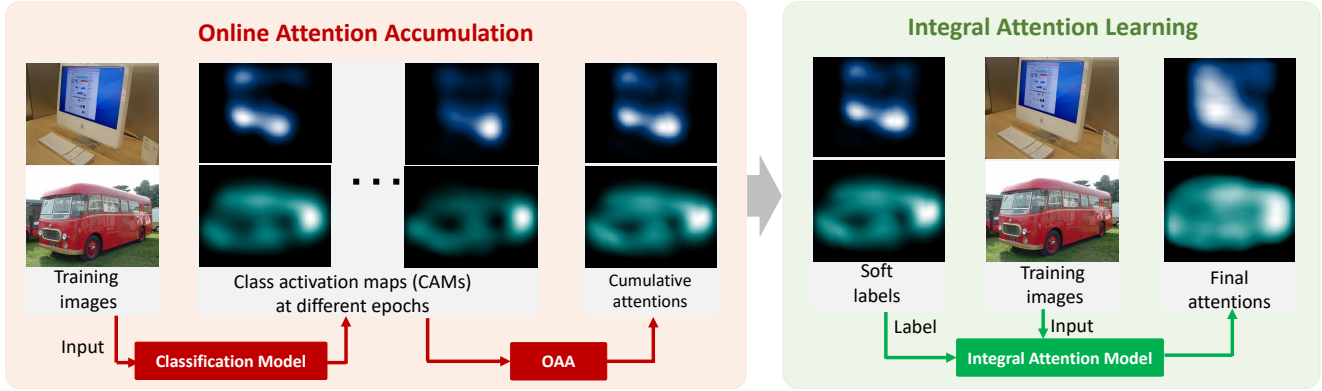 Online Attention Accumulation
Training
images
Class activation maps (CAMs)
at different epochs
Cumulative
attentions
Input
Classification Model
OAA
Integral Attention Learning
Soft
labels
Training
images
Final
attentions
Label
Input
Integral Attention Model